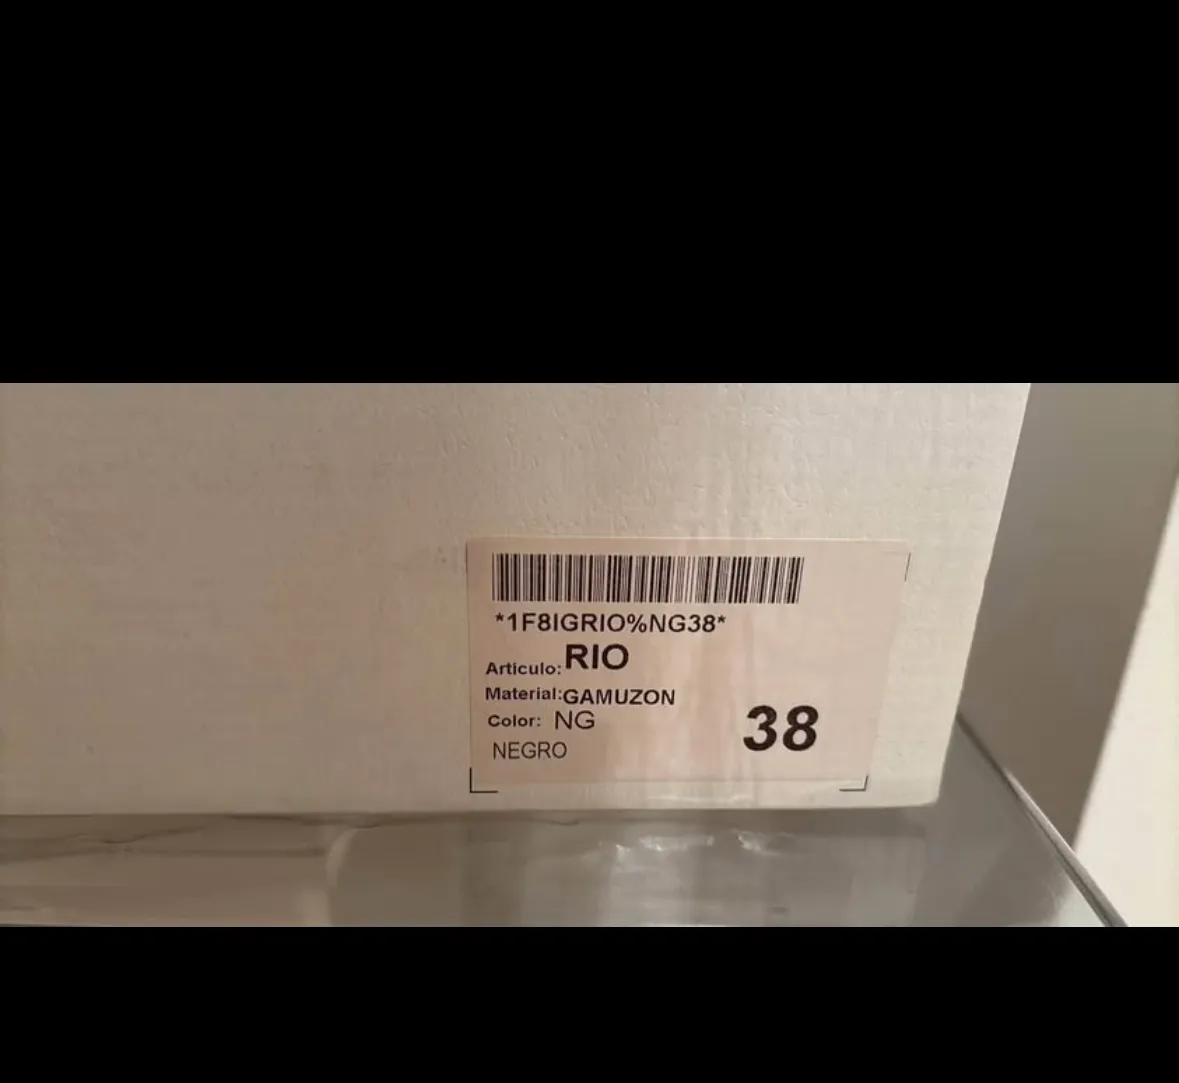 *1F8IGRIO%NG38*
Articulo: RIO
Material: GAMUZON
Color: NG
NEGRO
38